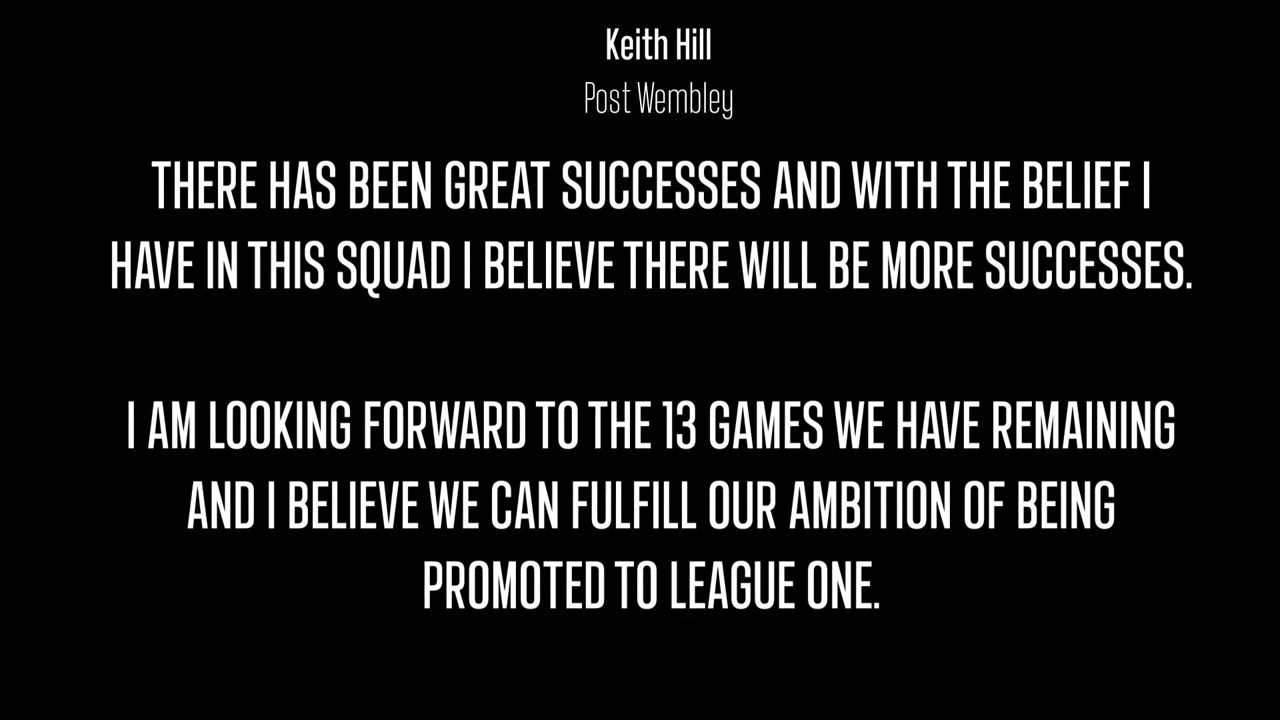 Keith Hill
Post Wembley
THERE HAS BEEN GREAT SUCCESSES AND WITH THE BELIEF I
HAVE IN THIS SQUAD I BELIEVE THERE WILL BE MORE SUCCESSES.
I AM LOOKING FORWARD TO THE 13 GAMES WE HAVE REMAINING
AND I BELIEVE WE CAN FULFILL OUR AMBITION OF BEING
PROMOTED TO LEAGUE ONE.